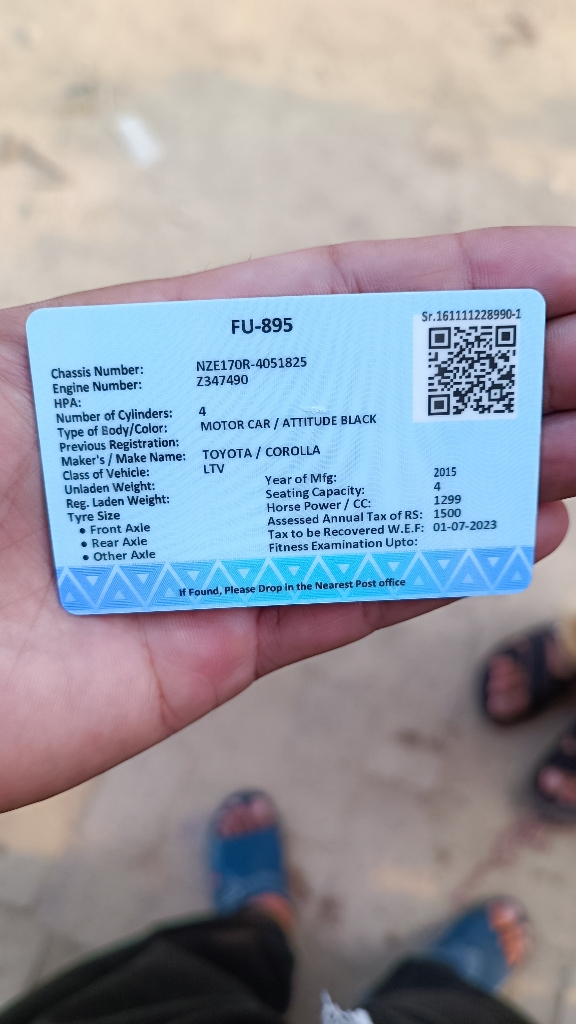 Sr.161111228990-1
FU-895
Chassis Number: NZE170R-4051825
Engine Number: Z347490
HPA:
Number of Cylinders: 4
Type of Body/Color: MOTOR CAR / ATTITUDE BLACK
Previous Registration:
Maker's / Make Name: TOYOTA / COROLLA
Class of Vehicle: LTV
Unladen Weight:
Reg. Laden Weight:
Tyre Size
• Front Axle
• Rear Axle
• Other Axle
Year of Mfg: 2015
Seating Capacity: 4
Horse Power / CC: 1299
Assessed Annual Tax of RS: 1500
Tax to be Recovered W.E.F: 01-07-2023
Fitness Examination Upto:
If Found, Please Drop in the Nearest Post office